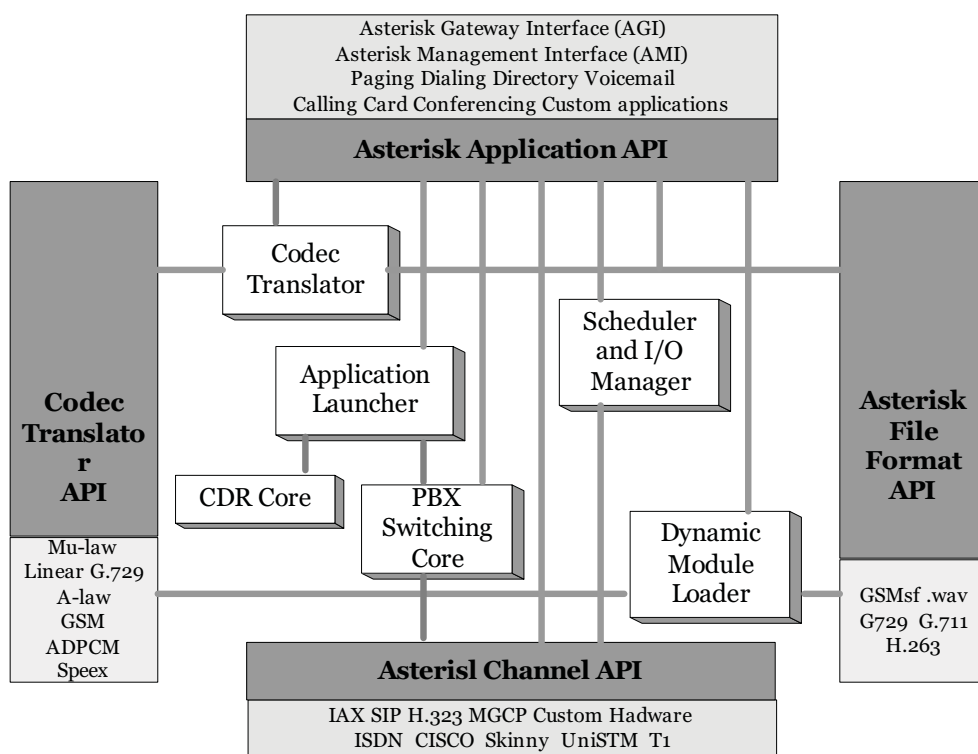 Asterisk Gateway Interface (AGI)
Asterisk Management Interface (AMI)
Paging Dialing Directory Voicemail
Calling Card Conferencing Custom applications
Asterisk Application API
Codec
Translator
Scheduler
and I/O
Manager
Application
Launcher
Codec
Translato
r
API
Asterisk
File
Format
API
CDR Core
PBX
Switching
Core
Dynamic
Module
Loader
Mu-law
Linear G.729
A-law
GSM
ADPCM
Speex
GSMsf .wav
G729 G.711
H.263
Asterisl Channel API
IAX SIP H.323 MGCP Custom Hadware
ISDN CISCO Skinny UniSTM T1